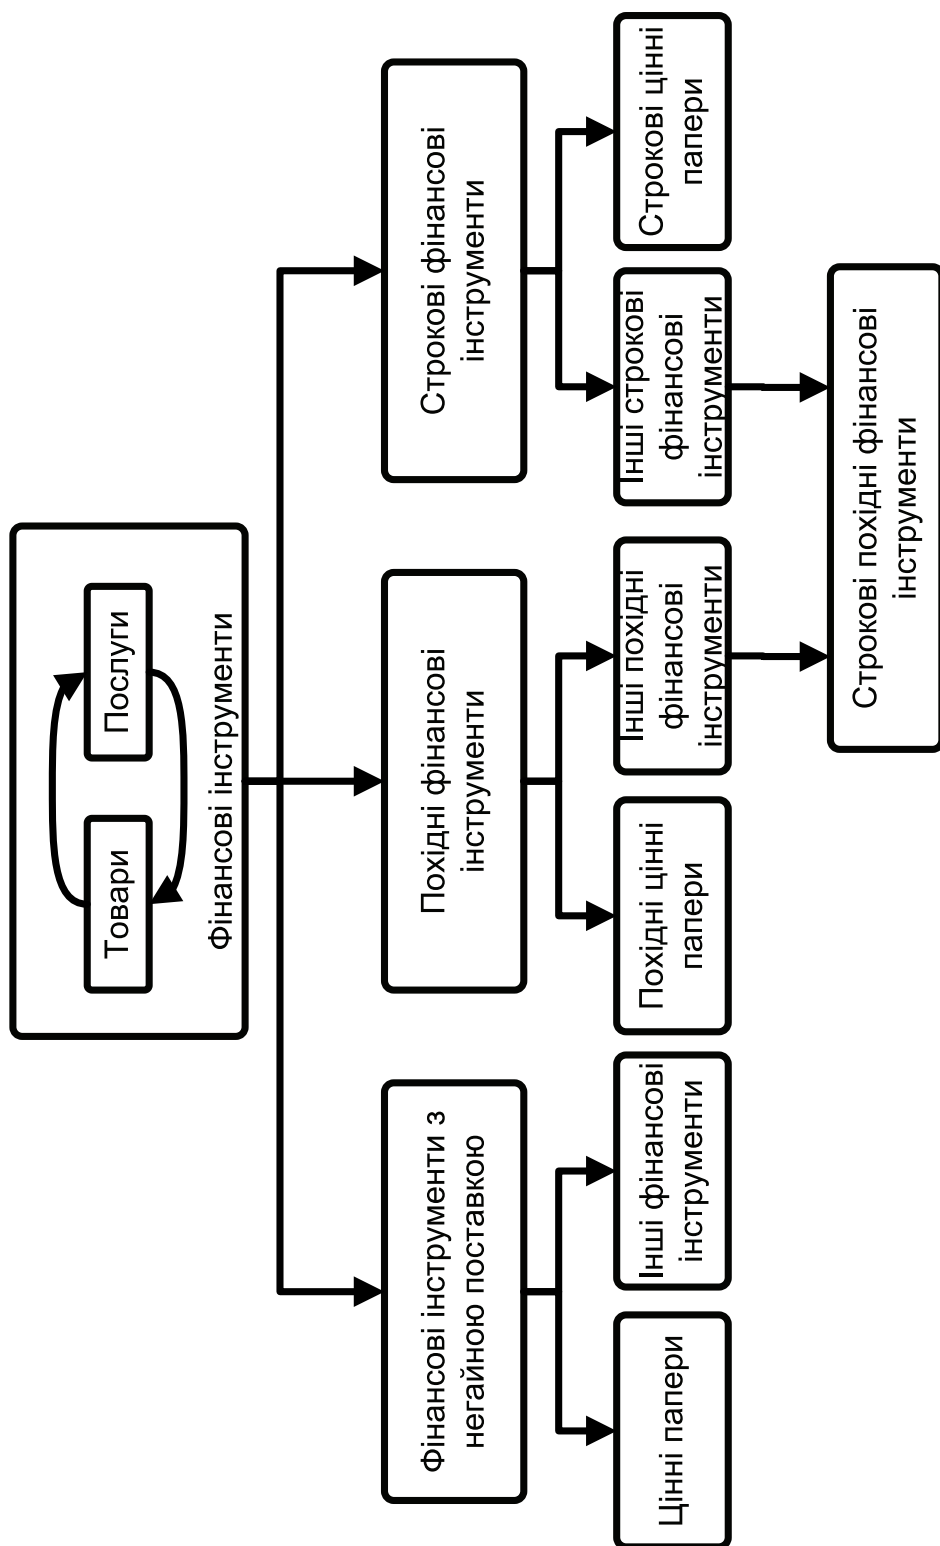 Товари
Послуги
Фінансові інструменти
Фінансові інструменти з
негайною поставкою
Похідні фінансові
інструменти
Строкові фінансові
інструменти
Цінні папери
Інші фінансові
інструменти
Похідні цінні
папери
Інші похідні
фінансові
інструменти
Інші строкові
фінансові
інструменти
Строкові цінні
папери
Строкові похідні фінансові
інструменти